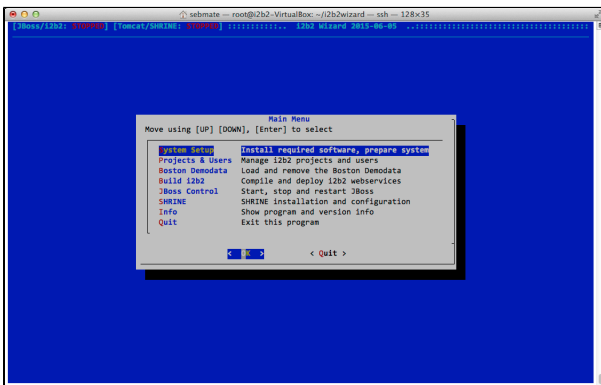 sebmate — root@i2b2-VirtualBox: ~/i2b2wizard — ssh — 128×35
[JBoss/i2b2: STOPPED] [Tomcat/SHRINE: STOPPED] ::::::::::.. i2b2 Wizard 2015-06-05 ..::::::::::::::::::::::::::::::::::::::
Main Menu
Move using [UP] [DOWN], [Enter] to select
System Setup Install required software, prepare system
Projects & Users Manage i2b2 projects and users
Boston Demodata Load and remove the Boston Demodata
Build i2b2 Compile and deploy i2b2 webservices
JBoss Control Start, stop and restart JBoss
SHRINE SHRINE installation and configuration
Info Show program and version info
Quit Exit this program
< OK > < Quit >